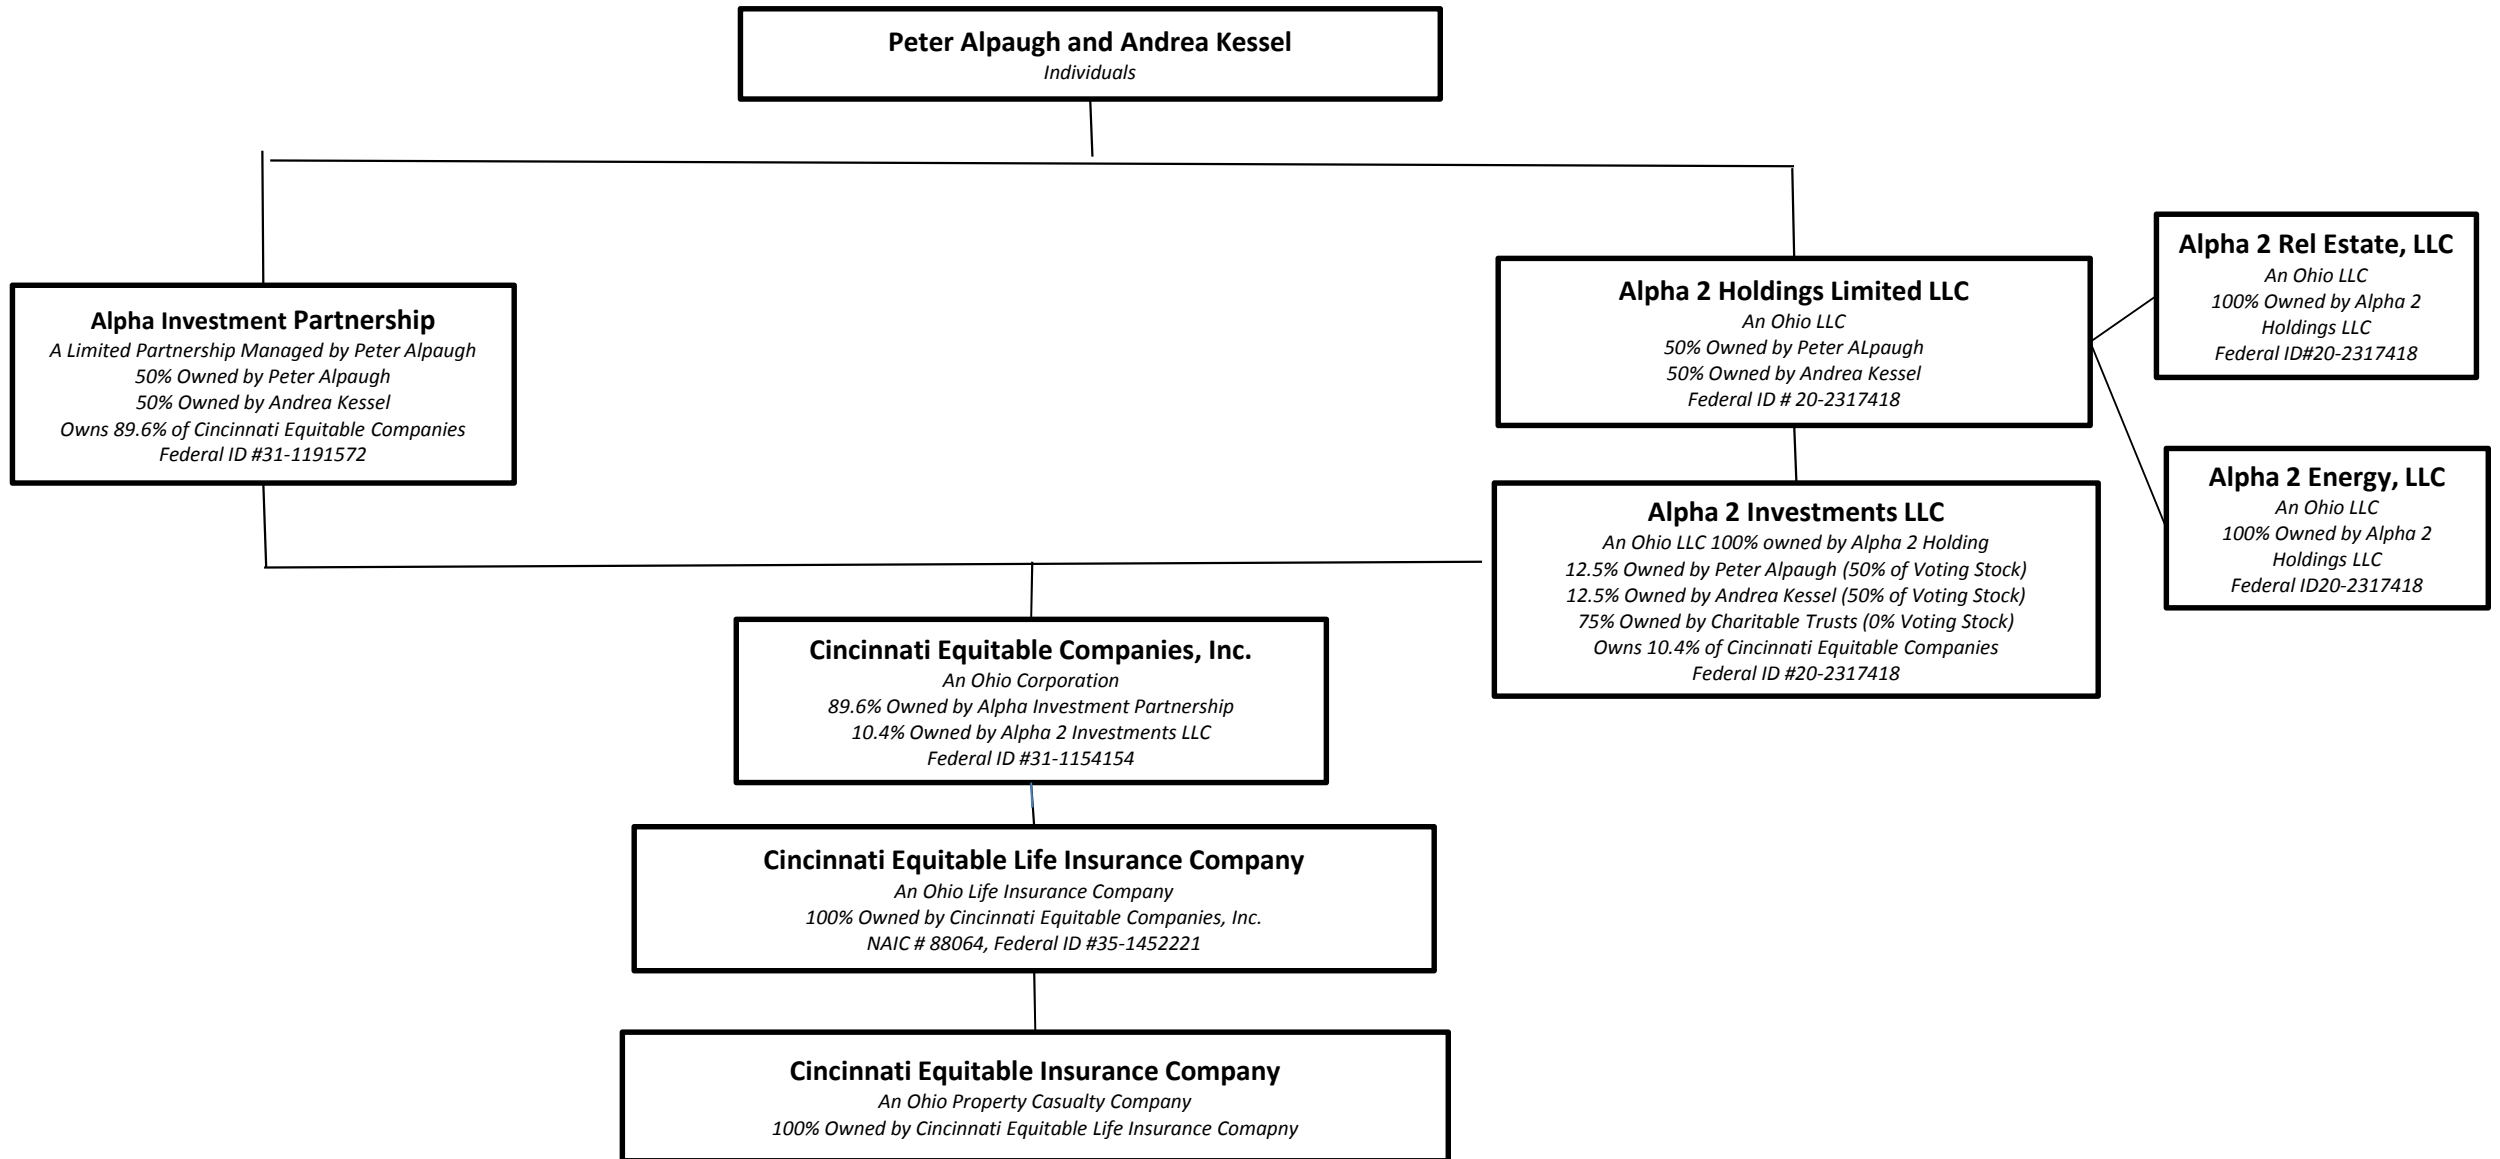 Peter Alpaugh and Andrea Kessel
Individuals
Alpha Investment Partnership
A Limited Partnership Managed by Peter Alpaugh
50% Owned by Peter Alpaugh
50% Owned by Andrea Kessel
Owns 89.6% of Cincinnati Equitable Companies
Federal ID #31-1191572
Alpha 2 Holdings Limited LLC
An Ohio LLC
50% Owned by Peter ALpaugh
50% Owned by Andrea Kessel
Federal ID # 20-2317418
Alpha 2 Rel Estate, LLC
An Ohio LLC
100% Owned by Alpha 2
Holdings LLC
Federal ID#20-2317418
Alpha 2 Energy, LLC
An Ohio LLC
100% Owned by Alpha 2
Holdings LLC
Federal ID20-2317418
Alpha 2 Investments LLC
An Ohio LLC 100% owned by Alpha 2 Holding
12.5% Owned by Peter Alpaugh (50% of Voting Stock)
12.5% Owned by Andrea Kessel (50% of Voting Stock)
75% Owned by Charitable Trusts (0% Voting Stock)
Owns 10.4% of Cincinnati Equitable Companies
Federal ID #20-2317418
Cincinnati Equitable Companies, Inc.
An Ohio Corporation
89.6% Owned by Alpha Investment Partnership
10.4% Owned by Alpha 2 Investments LLC
Federal ID #31-1154154
Cincinnati Equitable Life Insurance Company
An Ohio Life Insurance Company
100% Owned by Cincinnati Equitable Companies, Inc.
NAIC # 88064, Federal ID #35-1452221
Cincinnati Equitable Insurance Company
An Ohio Property Casualty Company
100% Owned by Cincinnati Equitable Life Insurance Comapny